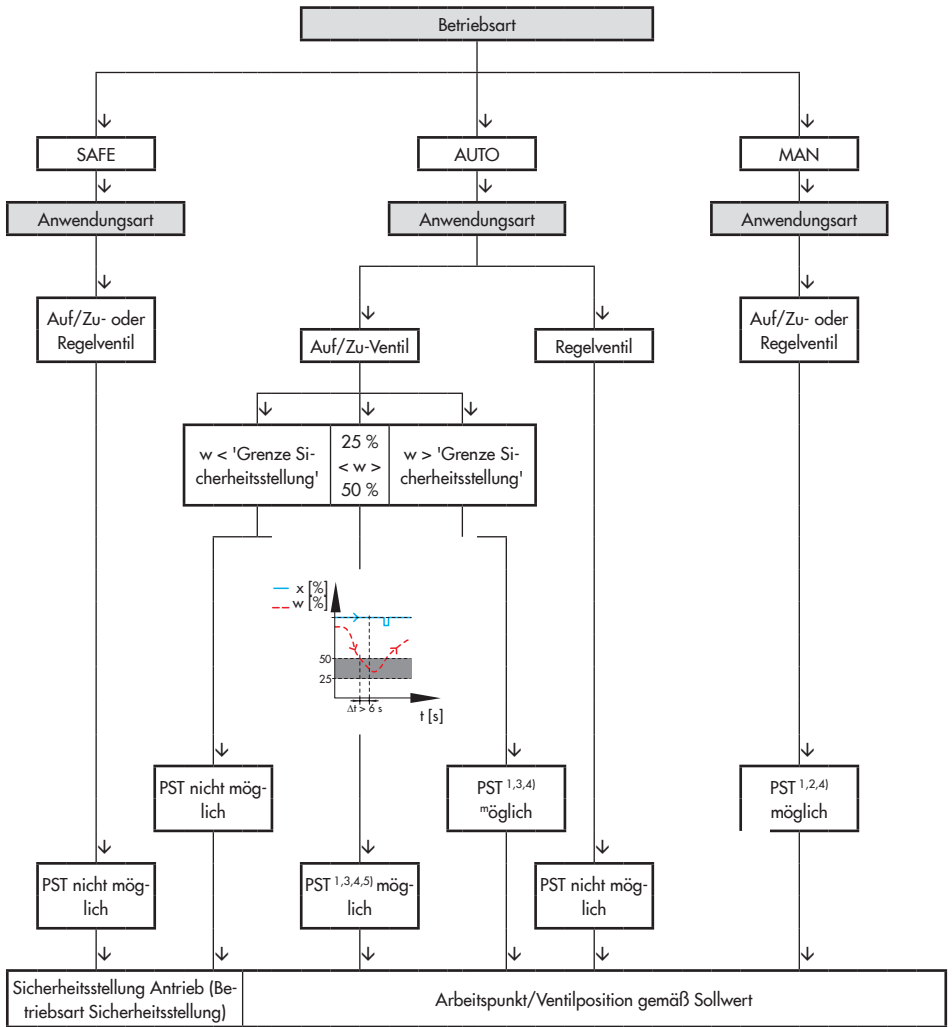 Betriebsart
SAFE
AUTO
MAN
Anwendungsart
Anwendungsart
Anwendungsart
Auf/Zu- oder
Regelventil
Auf/Zu-Ventil
Regelventil
Auf/Zu- oder
Regelventil
w < 'Grenze Si-
cherheitsstellung'
25 %
< w >
50 %
w > 'Grenze Si-
cherheitsstellung'
x [%]
w [%]
50
25
Δt > 6 s
t [s]
PST nicht mög-
lich
PST 1,3,4)
möglich
PST 1,2,4)
möglich
PST nicht mög-
lich
PST 1,3,4,5) mög-
lich
PST nicht mög-
lich
Sicherheitsstellung Antrieb (Be-
triebsart Sicherheitsstellung)
Arbeitspunkt/Ventilposition gemäß Sollwert